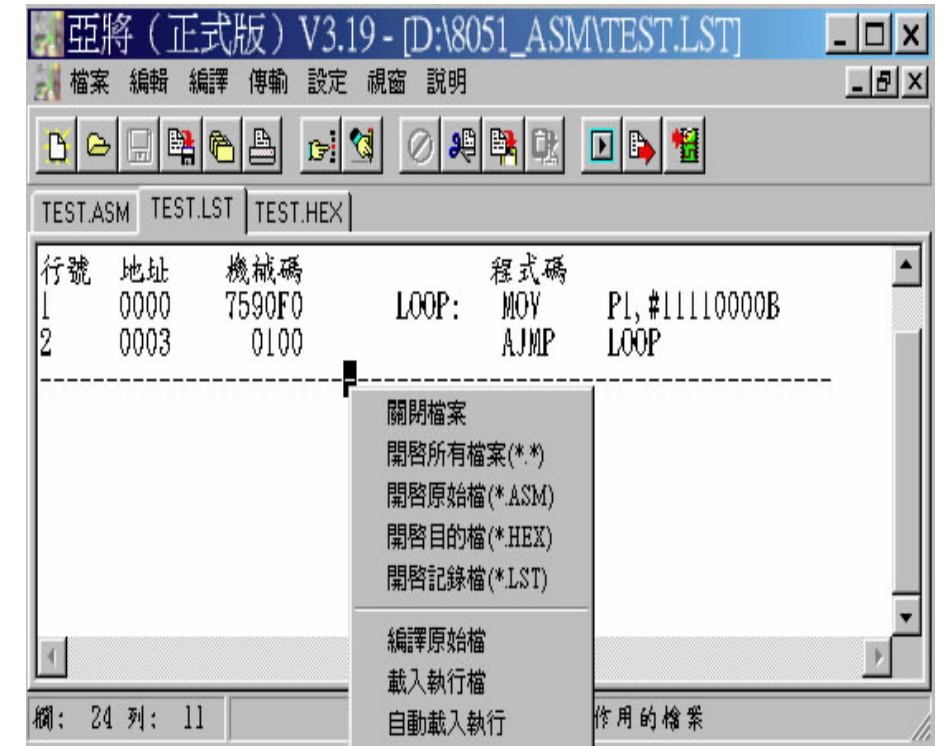 亞將（正式版）V3.19 - [D:\8051_ASM\TEST.LST]
檔案 編輯 編譯 傳輸 設定 視窗 說明
TEST.ASM TEST.LST TEST.HEX
行號 地址 機械碼 程式碼
1 0000 7590F0 LOOP: MOV P1,#11110000B
2 0003 0100 AJMP LOOP
關閉檔案
開啓所有檔案(*.*)
開啓原始檔(*.ASM)
開啓目的檔(*.HEX)
開啓記錄檔(*.LST)
編譯原始檔
載入執行檔
自動載入執行
欄: 24 列: 11 作用的檔案